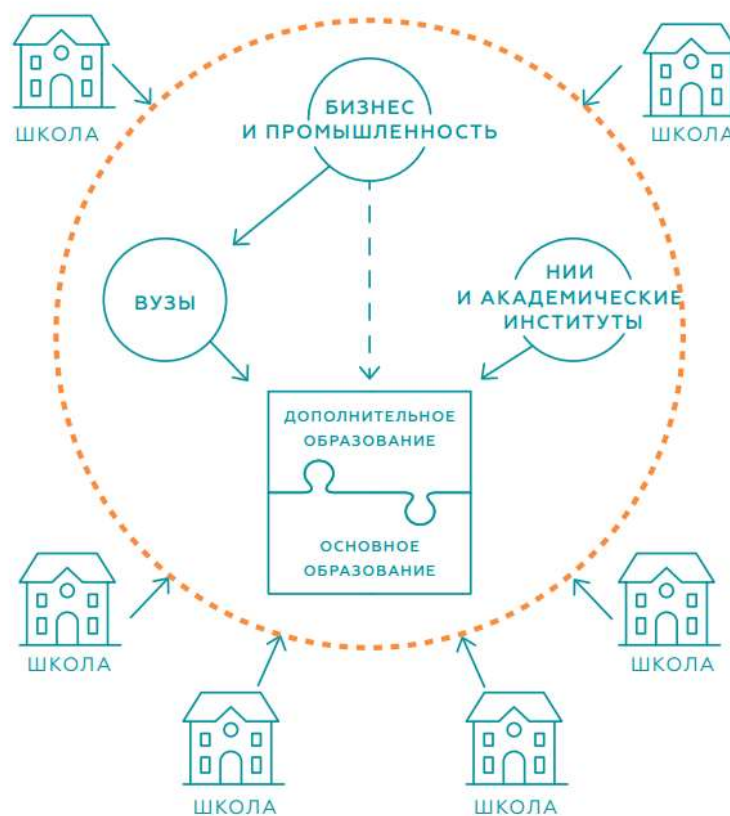 ШКОЛА
ШКОЛА
БИЗНЕС
И ПРОМЫШЛЕННОСТЬ
ВУЗЫ
НИИ
И АКАДЕМИЧЕСКИЕ
ИНСТИТУТЫ
ДОПОЛНИТЕЛЬНОЕ
ОБРАЗОВАНИЕ
ОСНОВНОЕ
ОБРАЗОВАНИЕ
ШКОЛА
ШКОЛА
ШКОЛА
ШКОЛА